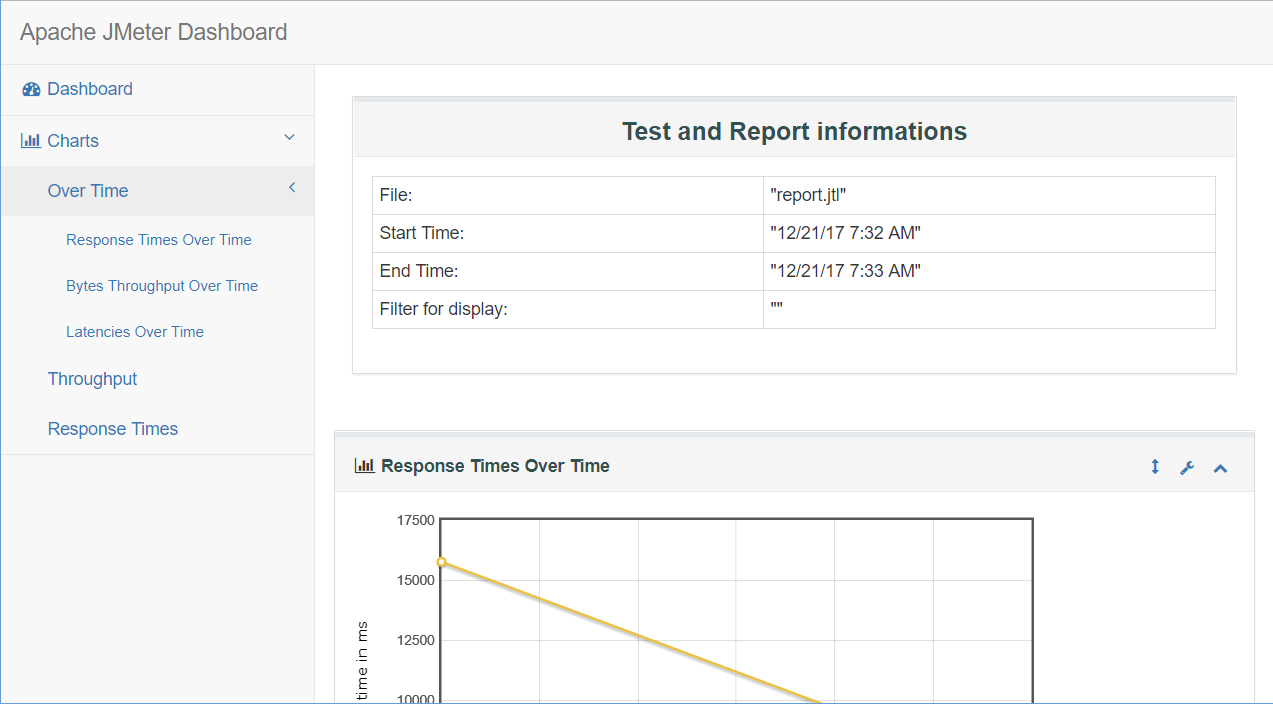 Apache JMeter Dashboard
Dashboard
Charts
Over Time
Response Times Over Time
Bytes Throughput Over Time
Latencies Over Time
Throughput
Response Times
Test and Report informations
File: "report.jtl"
Start Time: "12/21/17 7:32 AM"
End Time: "12/21/17 7:33 AM"
Filter for display: ""
Response Times Over Time
17500
15000
12500
10000
time in ms